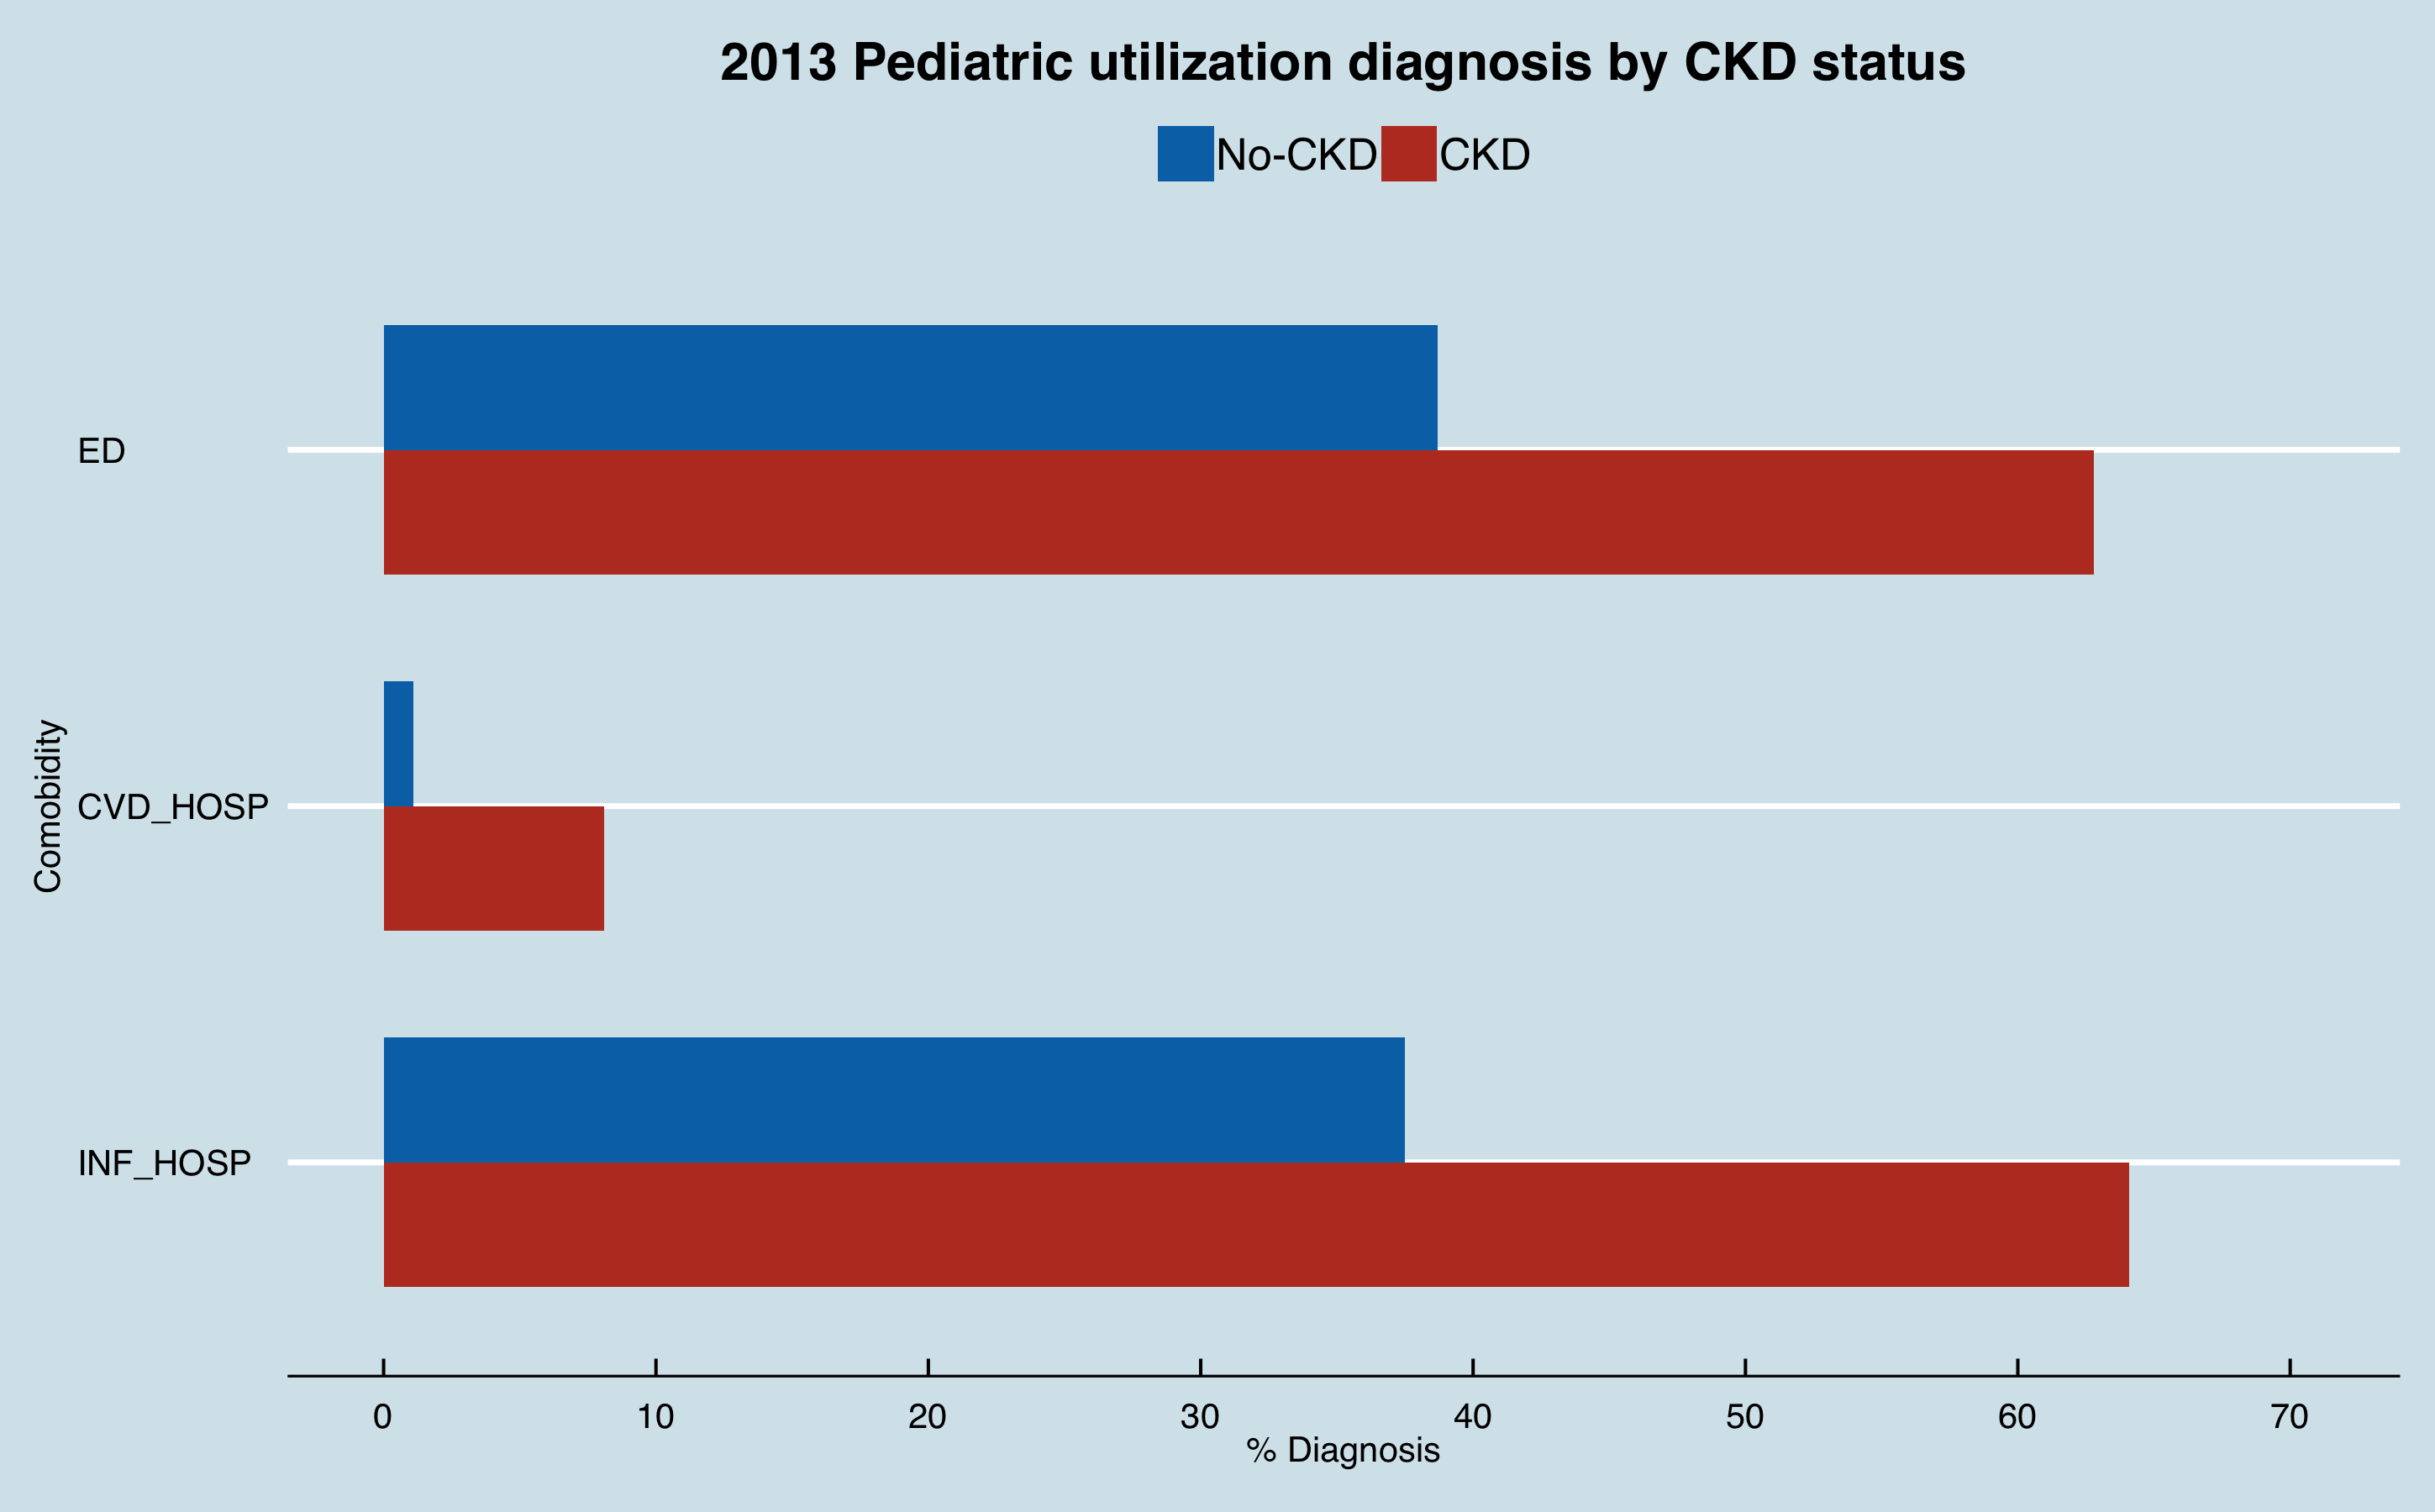 2013 Pediatric utilization diagnosis by CKD status
No-CKD CKD
ED
CVD_HOSP
INF_HOSP
Comobidity
0 10 20 30 40 50 60 70
% Diagnosis